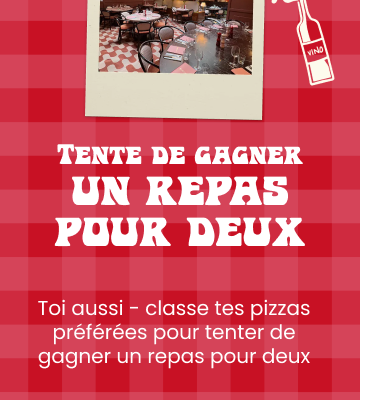 VINO
TENTE DE GAGNER
UN REPAS
POUR DEUX
Toi aussi - classe tes pizzas
préférées pour tenter de
gagner un repas pour deux